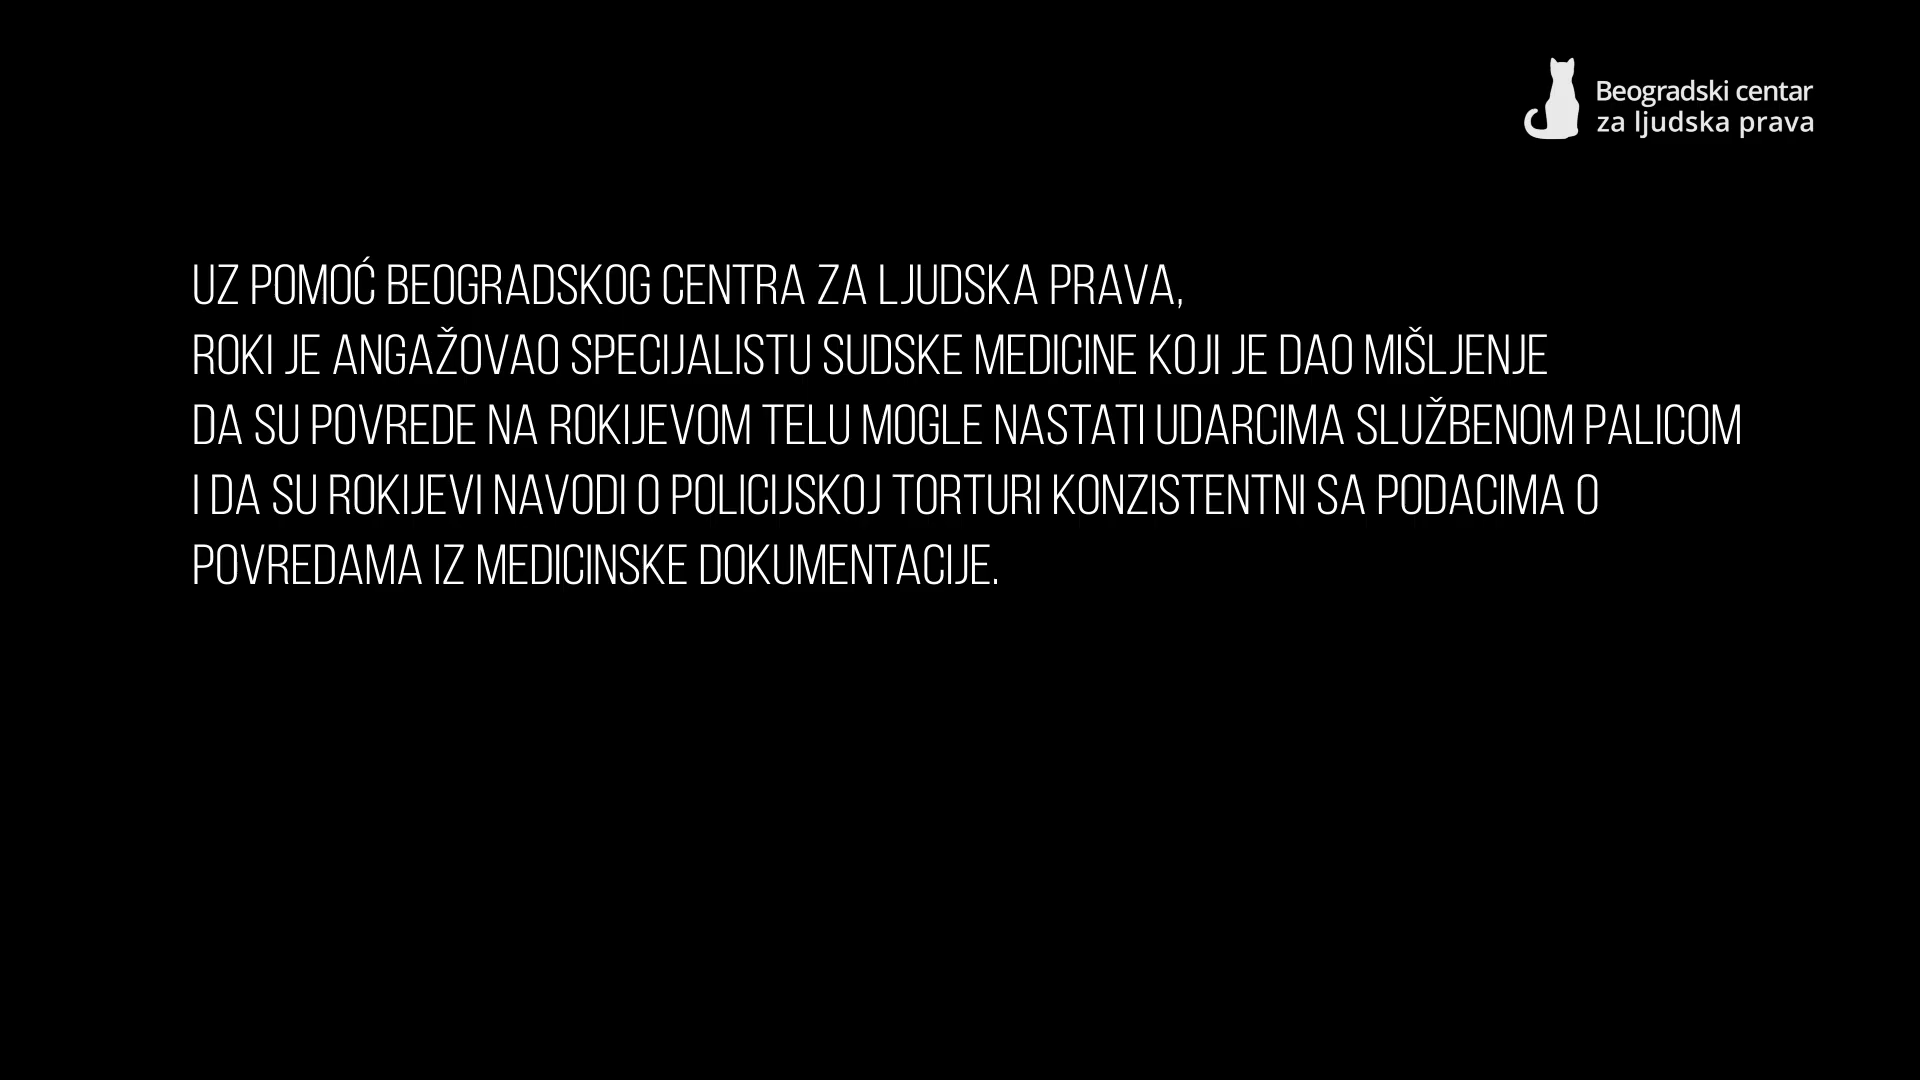 Beogradski centar
za ljudska prava
UZ POMOĆ BEOGRADSKOG CENTRA ZA LJUDSKA PRAVA,
ROKI JE ANGAŽOVAO SPECIJALISTU SUDSKE MEDICINE KOJI JE DAO MIŠLJENJE
DA SU POVREDE NA ROKIJEVOM TELU MOGLE NASTATI UDARCIMA SLUŽBENOM PALICOM
I DA SU ROKIJEVI NAVODI O POLICIJSKOJ TORTURI KONZISTENTNI SA PODACIMA O
POVREDAMA IZ MEDICINSKE DOKUMENTACIJE.